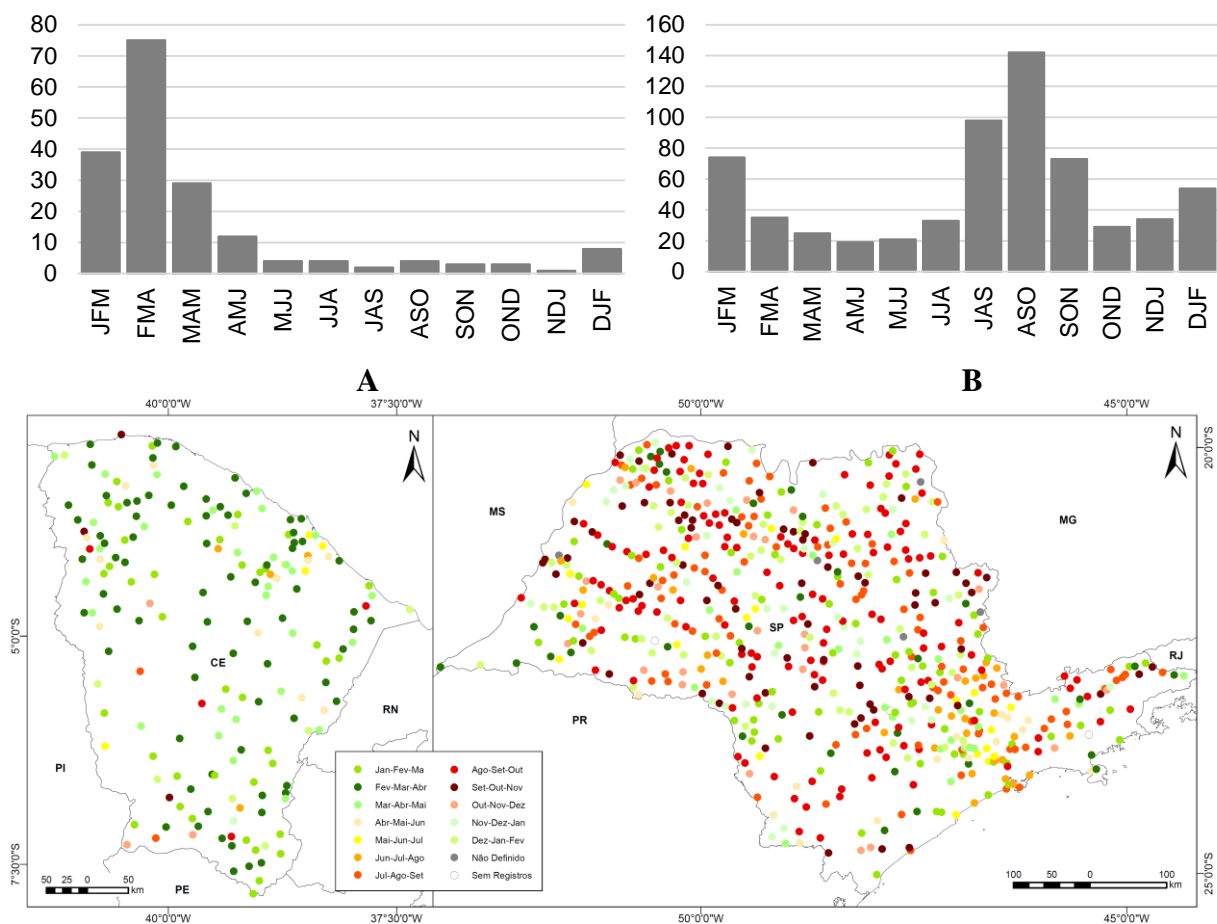 80
70
60
50
40
30
20
10
0
JFM
FMA
MAM
AMJ
MJJ
JJA
JAS
ASO
SON
OND
NDJ
DJF
160
140
120
100
80
60
40
20
0
JFM
FMA
MAM
AMJ
MJJ
JJA
JAS
ASO
SON
OND
NDJ
DJF
A
B
40°0'0"W
37°30'0"W
50°0'0"W
45°0'0"W
N
N
20°0'0"S
MS
MG
5°0'0"S
CE
SP
RJ
RN
PR
PI
Jan-Fev-Ma
Fev-Mar-Abr
Mar-Abr-Mai
Abr-Mai-Jun
Mai-Jun-Jul
Jun-Jul-Ago
Jul-Ago-Set
Ago-Set-Out
Set-Out-Nov
Out-Nov-Dez
Nov-Dez-Jan
Dez-Jan-Fev
Não Definido
Sem Registros
7°30'0"S
25°0'0"S
50 25 0 50
km
PE
100 50 0 100
km
40°0'0"W
37°30'0"W
50°0'0"W
45°0'0"W